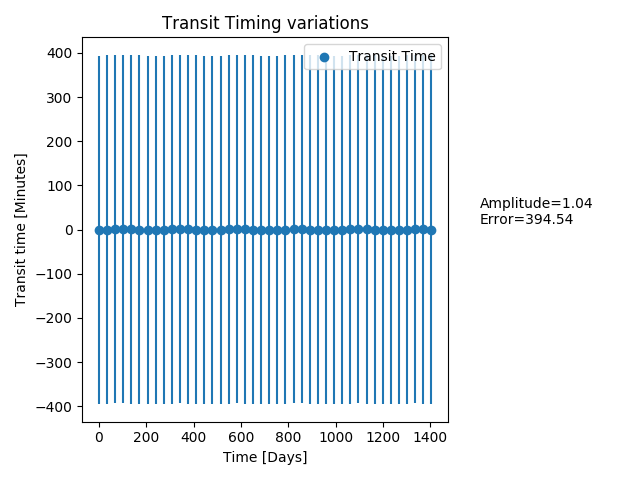 Transit Timing variations
Transit Time
Transit time [Minutes]
400
300
200
100
0
−100
−200
−300
−400
0 200 400 600 800 1000 1200 1400
Time [Days]
Amplitude=1.04
Error=394.54